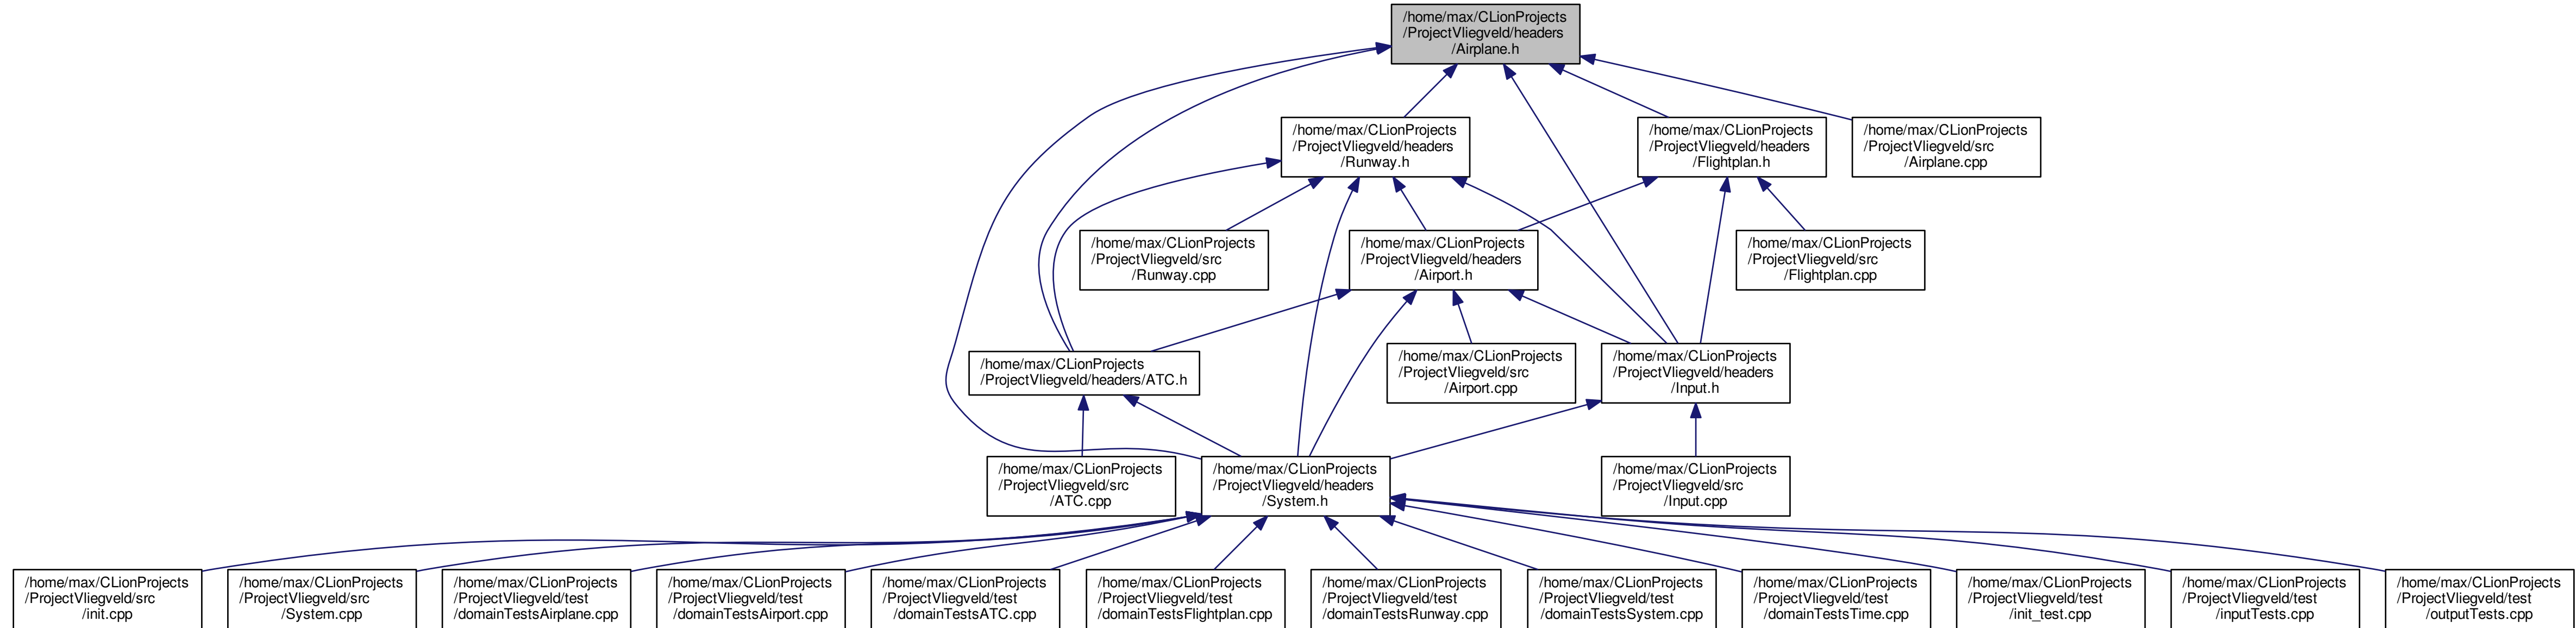 /home/max/CLionProjects
/ProjectVliegveld/headers
/Airplane.h
/home/max/CLionProjects
/ProjectVliegveld/headers
/Runway.h
/home/max/CLionProjects
/ProjectVliegveld/headers
/Flightplan.h
/home/max/CLionProjects
/ProjectVliegveld/src
/Airplane.cpp
/home/max/CLionProjects
/ProjectVliegveld/src
/Runway.cpp
/home/max/CLionProjects
/ProjectVliegveld/headers
/Airport.h
/home/max/CLionProjects
/ProjectVliegveld/src
/Flightplan.cpp
/home/max/CLionProjects
/ProjectVliegveld/headers/ATC.h
/home/max/CLionProjects
/ProjectVliegveld/src
/Airport.cpp
/home/max/CLionProjects
/ProjectVliegveld/headers
/Input.h
/home/max/CLionProjects
/ProjectVliegveld/src
/ATC.cpp
/home/max/CLionProjects
/ProjectVliegveld/headers
/System.h
/home/max/CLionProjects
/ProjectVliegveld/src
/Input.cpp
/home/max/CLionProjects
/ProjectVliegveld/src
/init.cpp
/home/max/CLionProjects
/ProjectVliegveld/src
/System.cpp
/home/max/CLionProjects
/ProjectVliegveld/test
/domainTestsAirplane.cpp
/home/max/CLionProjects
/ProjectVliegveld/test
/domainTestsAirport.cpp
/home/max/CLionProjects
/ProjectVliegveld/test
/domainTestsATC.cpp
/home/max/CLionProjects
/ProjectVliegveld/test
/domainTestsFlightplan.cpp
/home/max/CLionProjects
/ProjectVliegveld/test
/domainTestsRunway.cpp
/home/max/CLionProjects
/ProjectVliegveld/test
/domainTestsSystem.cpp
/home/max/CLionProjects
/ProjectVliegveld/test
/domainTestsTime.cpp
/home/max/CLionProjects
/ProjectVliegveld/test
/init_test.cpp
/home/max/CLionProjects
/ProjectVliegveld/test
/inputTests.cpp
/home/max/CLionProjects
/ProjectVliegveld/test
/outputTests.cpp